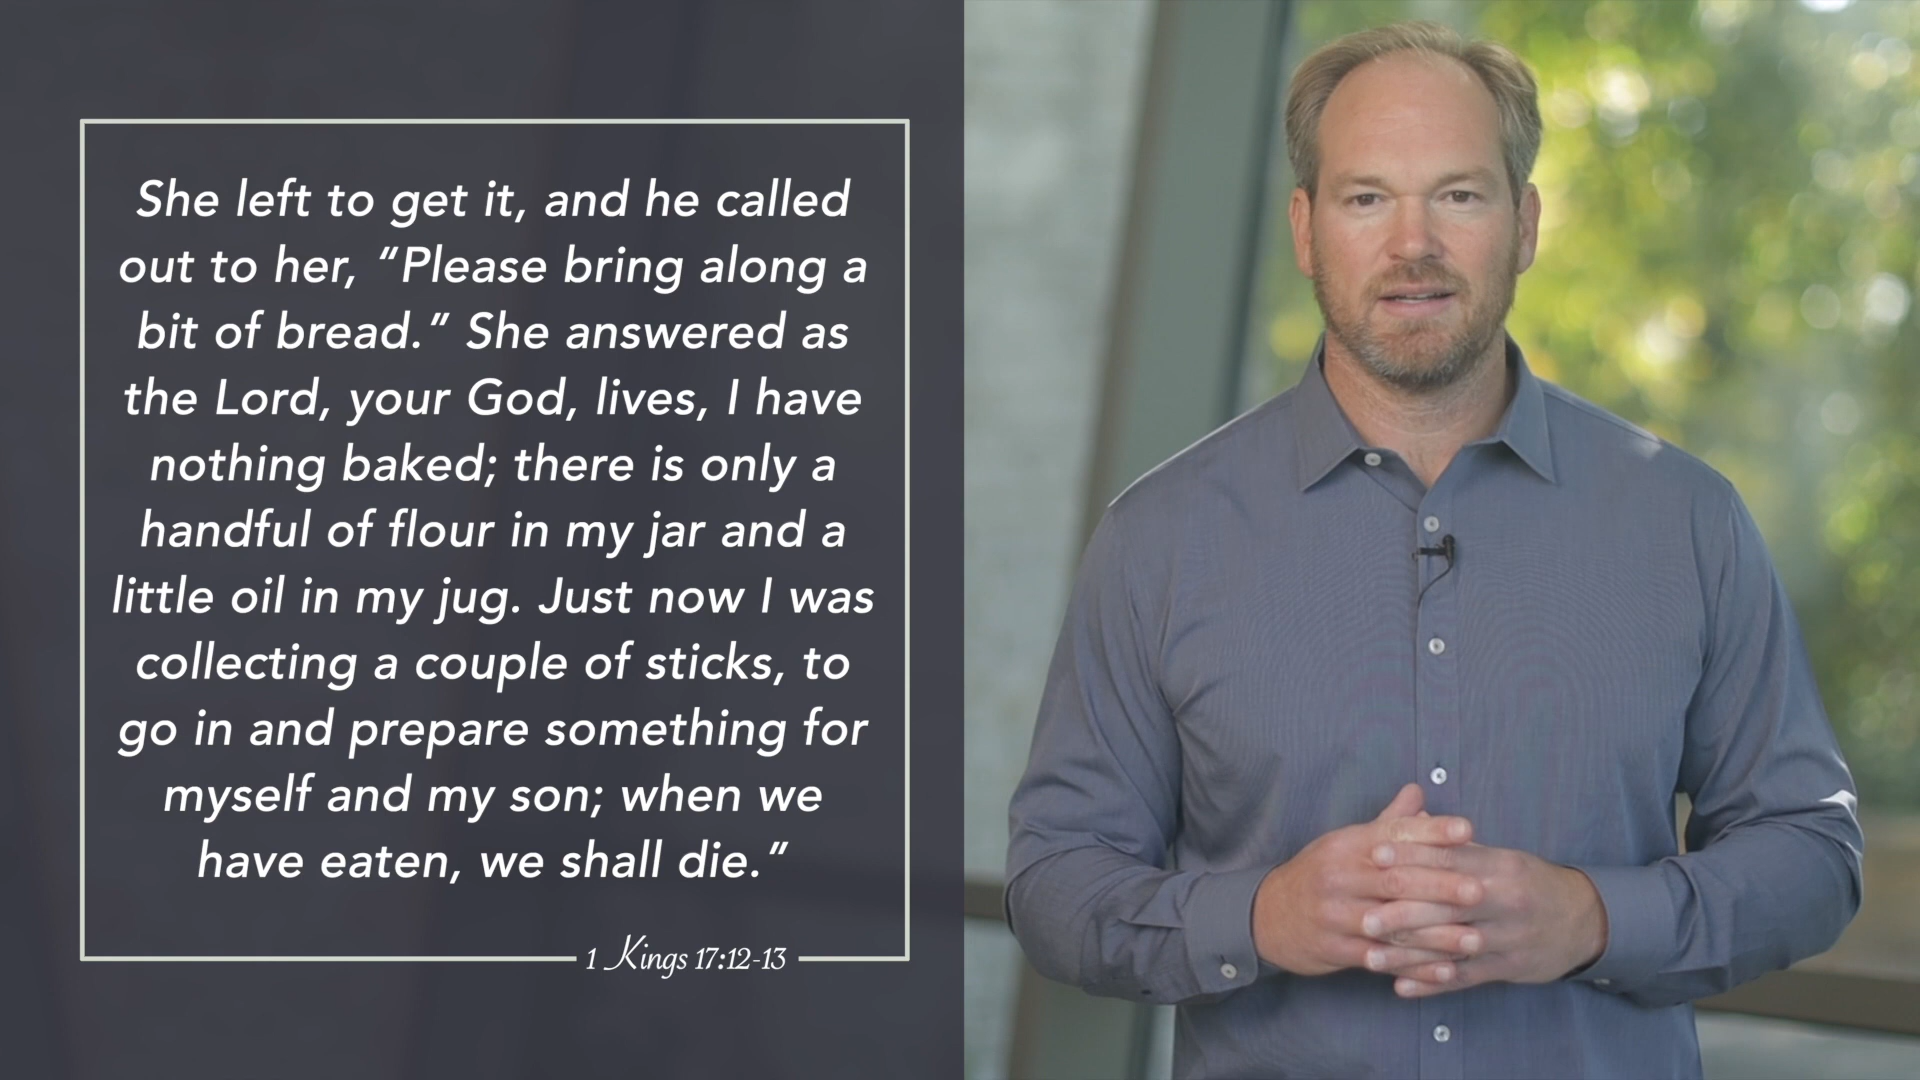 She left to get it, and he called
out to her, “Please bring along a
bit of bread.” She answered as
the Lord, your God, lives, I have
nothing baked; there is only a
handful of flour in my jar and a
little oil in my jug. Just now I was
collecting a couple of sticks, to
go in and prepare something for
myself and my son; when we
have eaten, we shall die.”
1 Kings 17:12-13